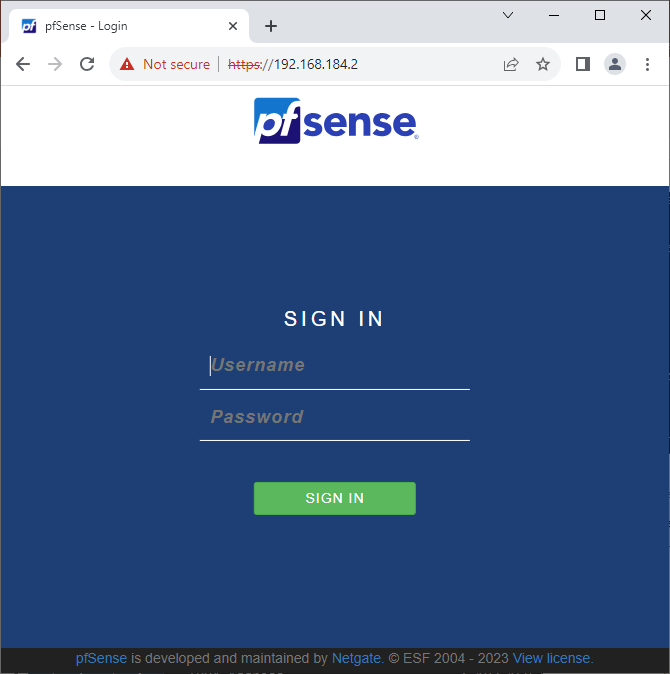 pfSense - Login
Not secure | https://192.168.184.2
pfsense®
SIGN IN
Username
Password
SIGN IN
pfSense is developed and maintained by Netgate. © ESF 2004 - 2023 View license.